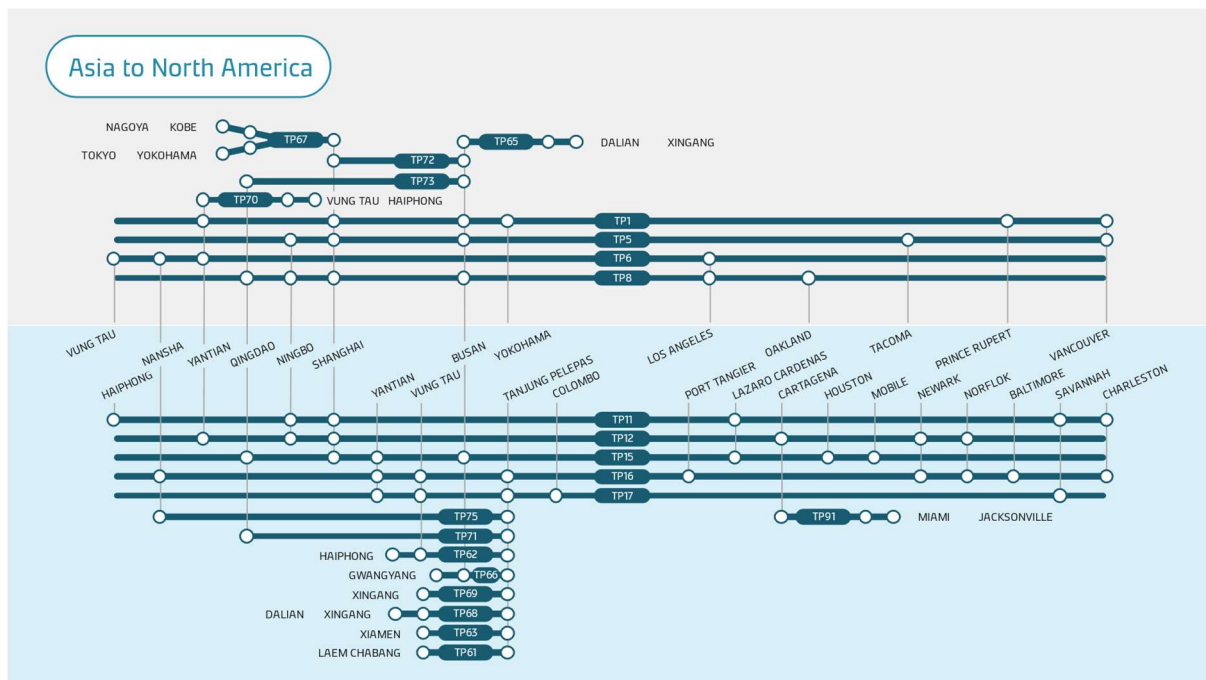 Asia to North America
NAGOYA KOBE
TP67
TP65
DALIAN XINGANG
TOKYO YOKOHAMA
TP72
TP73
TP70
VUNG TAU HAIPHONG
TP1
TP5
TP6
TP8
VUNG TAU
NANSHA
YANTIAN
QINGDAO
NINGBO
SHANGHAI
BUSAN
YOKOHAMA
LOS ANGELES
OAKLAND
TACOMA
PRINCE RUPERT
VANCOUVER
HAIPHONG
YANTIAN
VUNG TAU
TANJUNG PELEPAS
COLOMBO
PORT TANGIER
LAZARO CARDENAS
CARTAGENA
HOUSTON
MOBILE
NEWARK
NORFLOK
BALTIMORE
SAVANNAH
CHARLESTON
TP11
TP12
TP15
TP16
TP17
TP75
TP91
MIAMI JACKSONVILLE
TP71
HAIPHONG
TP62
GWANGYANG
TP66
XINGANG
TP69
DALIAN XINGANG
TP68
XIAMEN
TP63
LAEM CHABANG
TP61